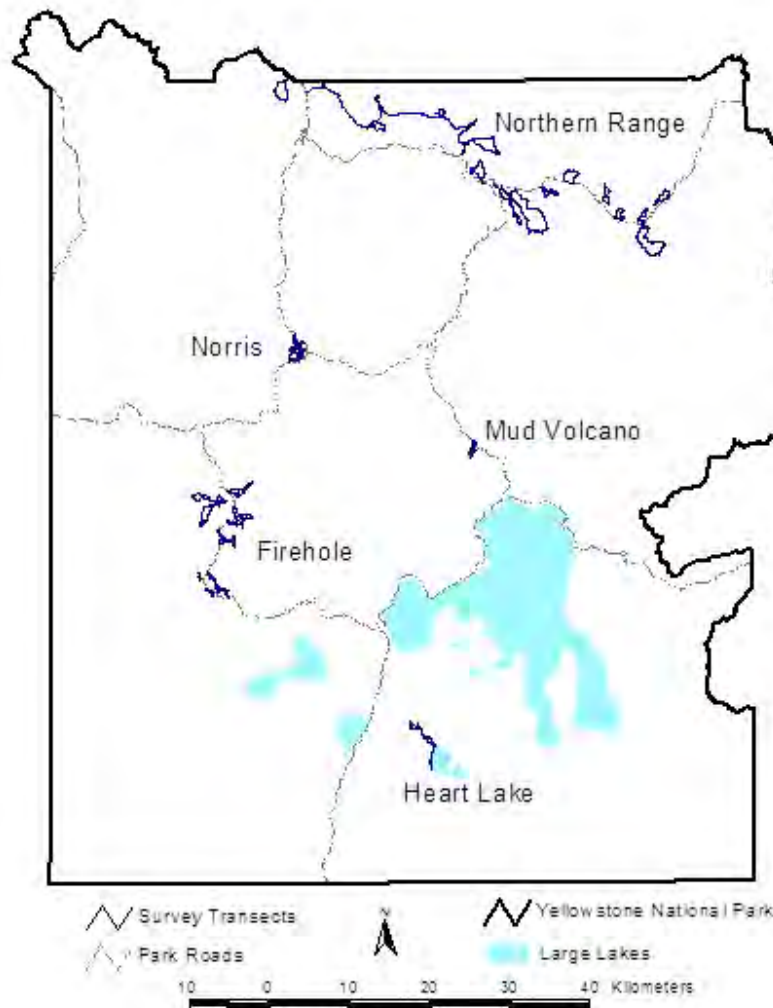 Northern Range
Norris
Mud Volcano
Firehole
Heart Lake
Survey Transects
N
Yellowstone National Park
Park Roads
Large Lakes
10 0 10 20 30 40 Kilometers